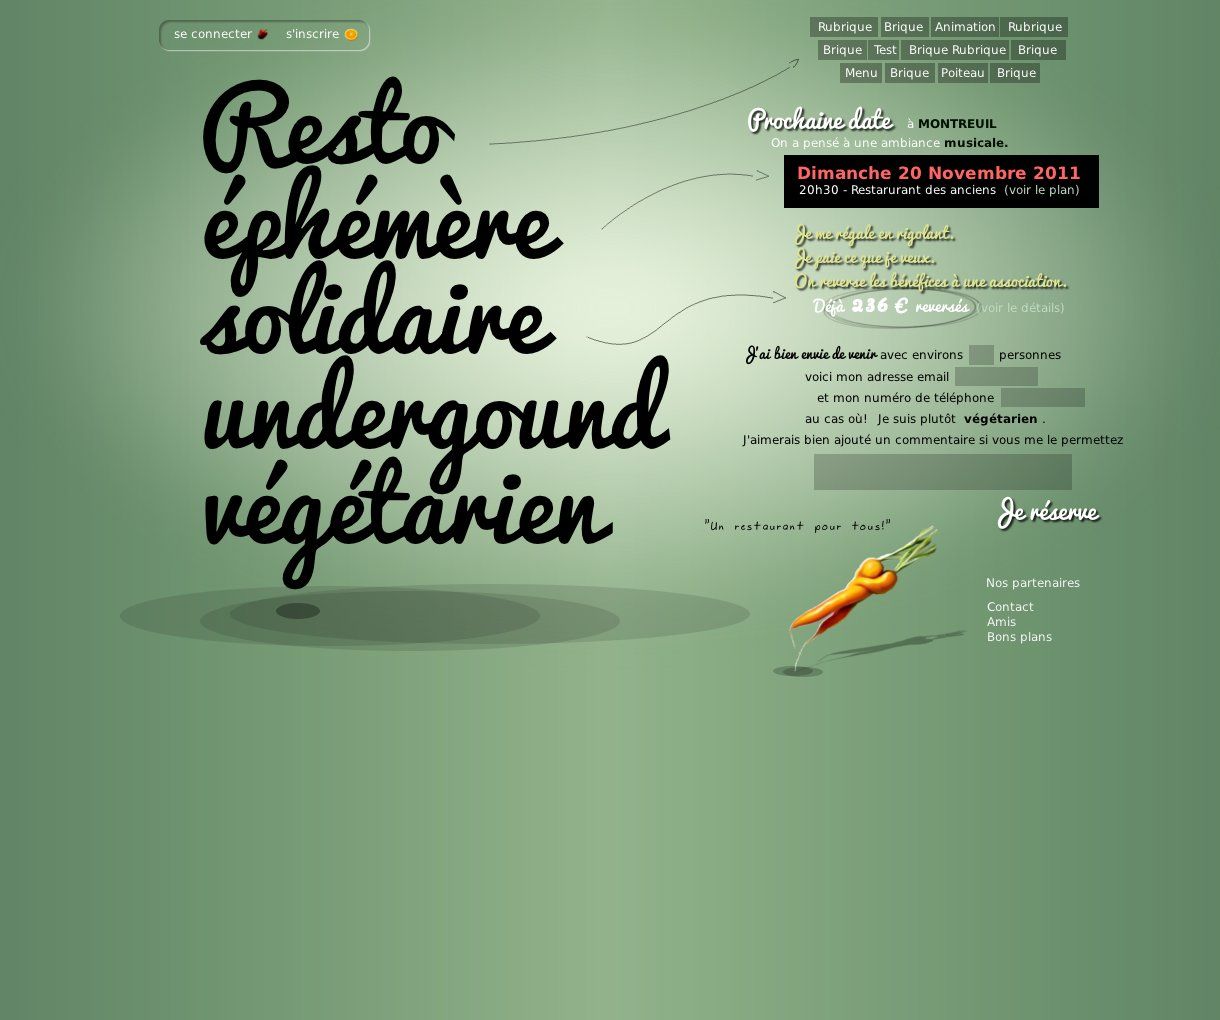 se connecter s'inscrire
Rubrique Brique Animation Rubrique
Brique Test Brique Rubrique Brique
Menu Brique Poiteau Brique
Resto
éphémère
solidaire
undergound
végétarien
Prochaine date à MONTREUIL
On a pensé à une ambiance musicale.
Dimanche 20 Novembre 2011
20h30 - Restarurant des anciens (voir le plan)
Je me régale en rigolant.
Je paie ce que je veux.
On reverse les bénéfices à une association.
Déjà 236 € reversés (voir le détails)
J'ai bien envie de venir avec environs personnes
voici mon adresse email
et mon numéro de téléphone
au cas où! Je suis plutôt végétarien .
J'aimerais bien ajouté un commentaire si vous me le permettez
Je réserve
"Un restaurant pour tous!"
Nos partenaires
Contact
Amis
Bons plans